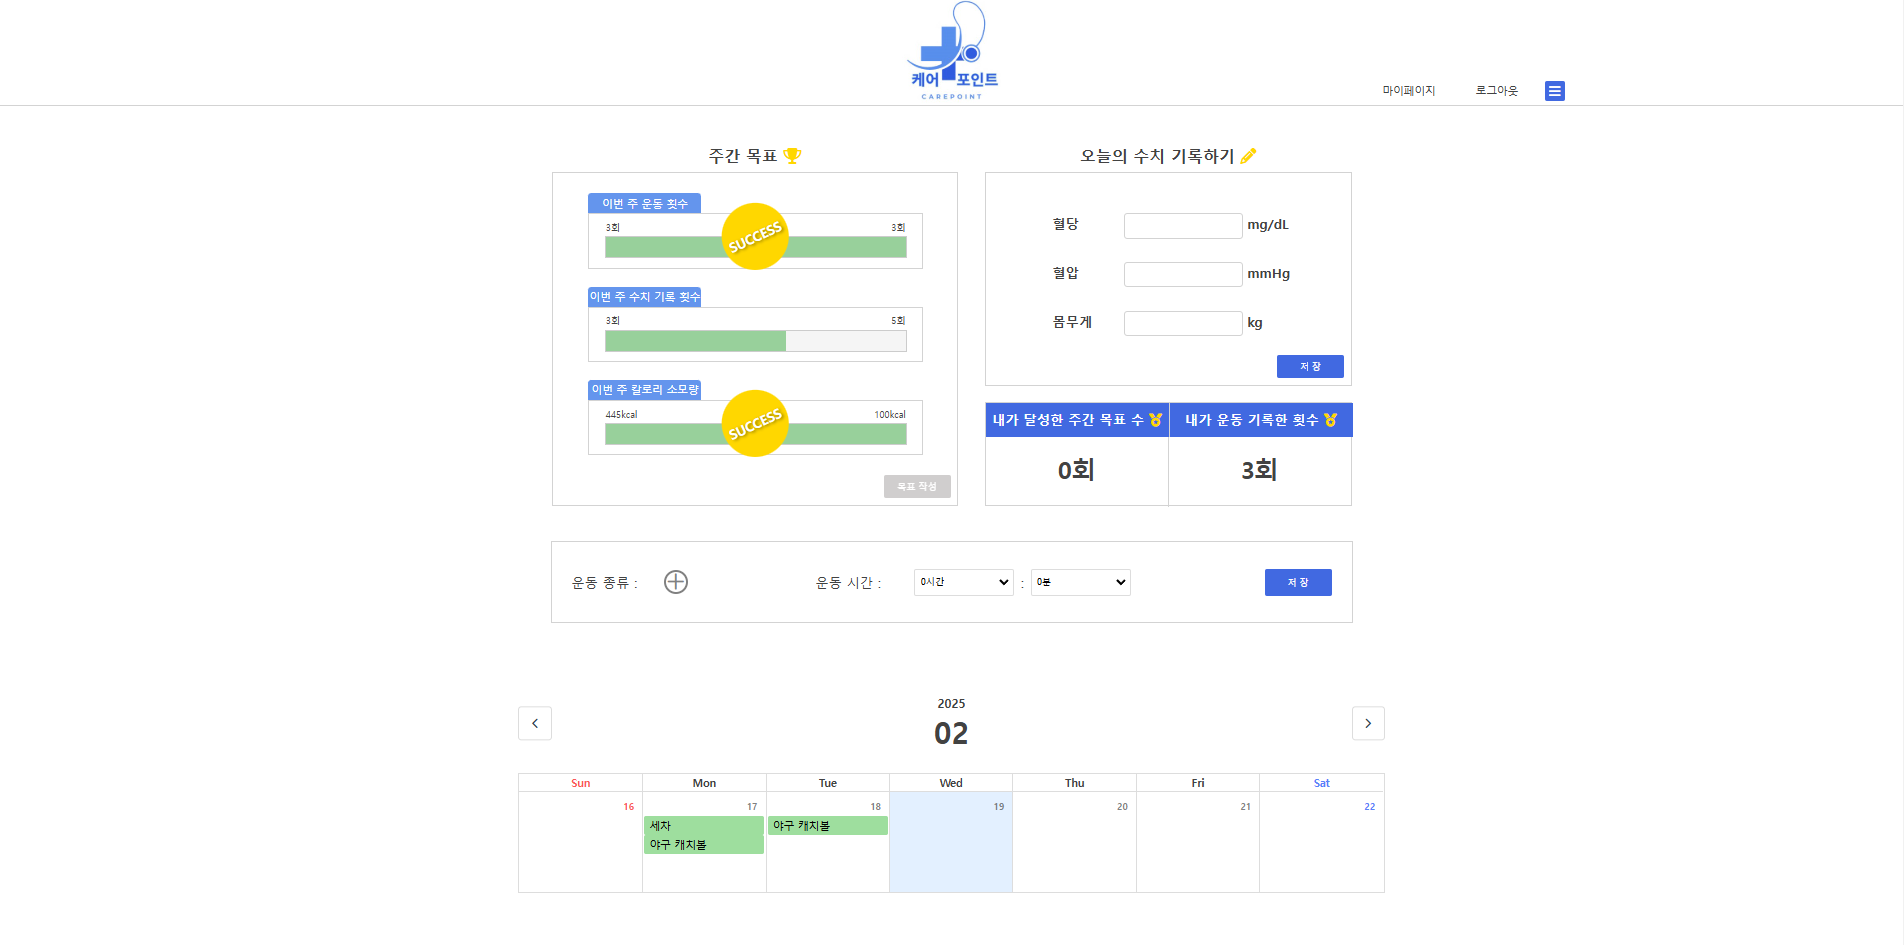 케어 포인트
CAREPOINT
마이페이지 로그아웃
주간 목표
이번 주 운동 횟수
3회 3회
SUCCESS
이번 주 수치 기록 횟수
3회 5회
이번 주 칼로리 소모량
445kcal 100kcal
SUCCESS
목표 작성
오늘의 수치 기록하기
혈당 mg/dL
혈압 mmHg
몸무게 kg
저 장
내가 달성한 주간 목표 수 내가 운동 기록한 횟수
0회 3회
운동 종류 : 운동 시간 : 0시간 : 0분 저 장
2025
02
Sun Mon Tue Wed Thu Fri Sat
16 17 18 19 20 21 22
세차 야구 캐치볼
야구 캐치볼